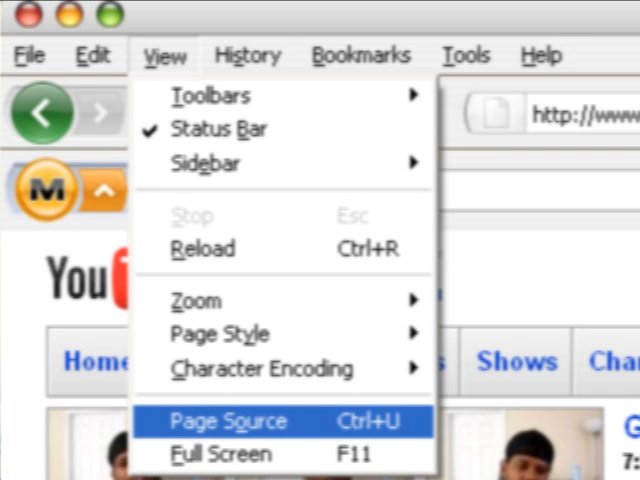 File Edit View History Bookmarks Tools Help
Toolbars
http://www
Status Bar
Sidebar
M
Stop Esc
Reload Ctrl+R
You
Zoom
Page Style
Home Shows Cha
Character Encoding
Page Source Ctrl+U
G
Full Screen F11
7: